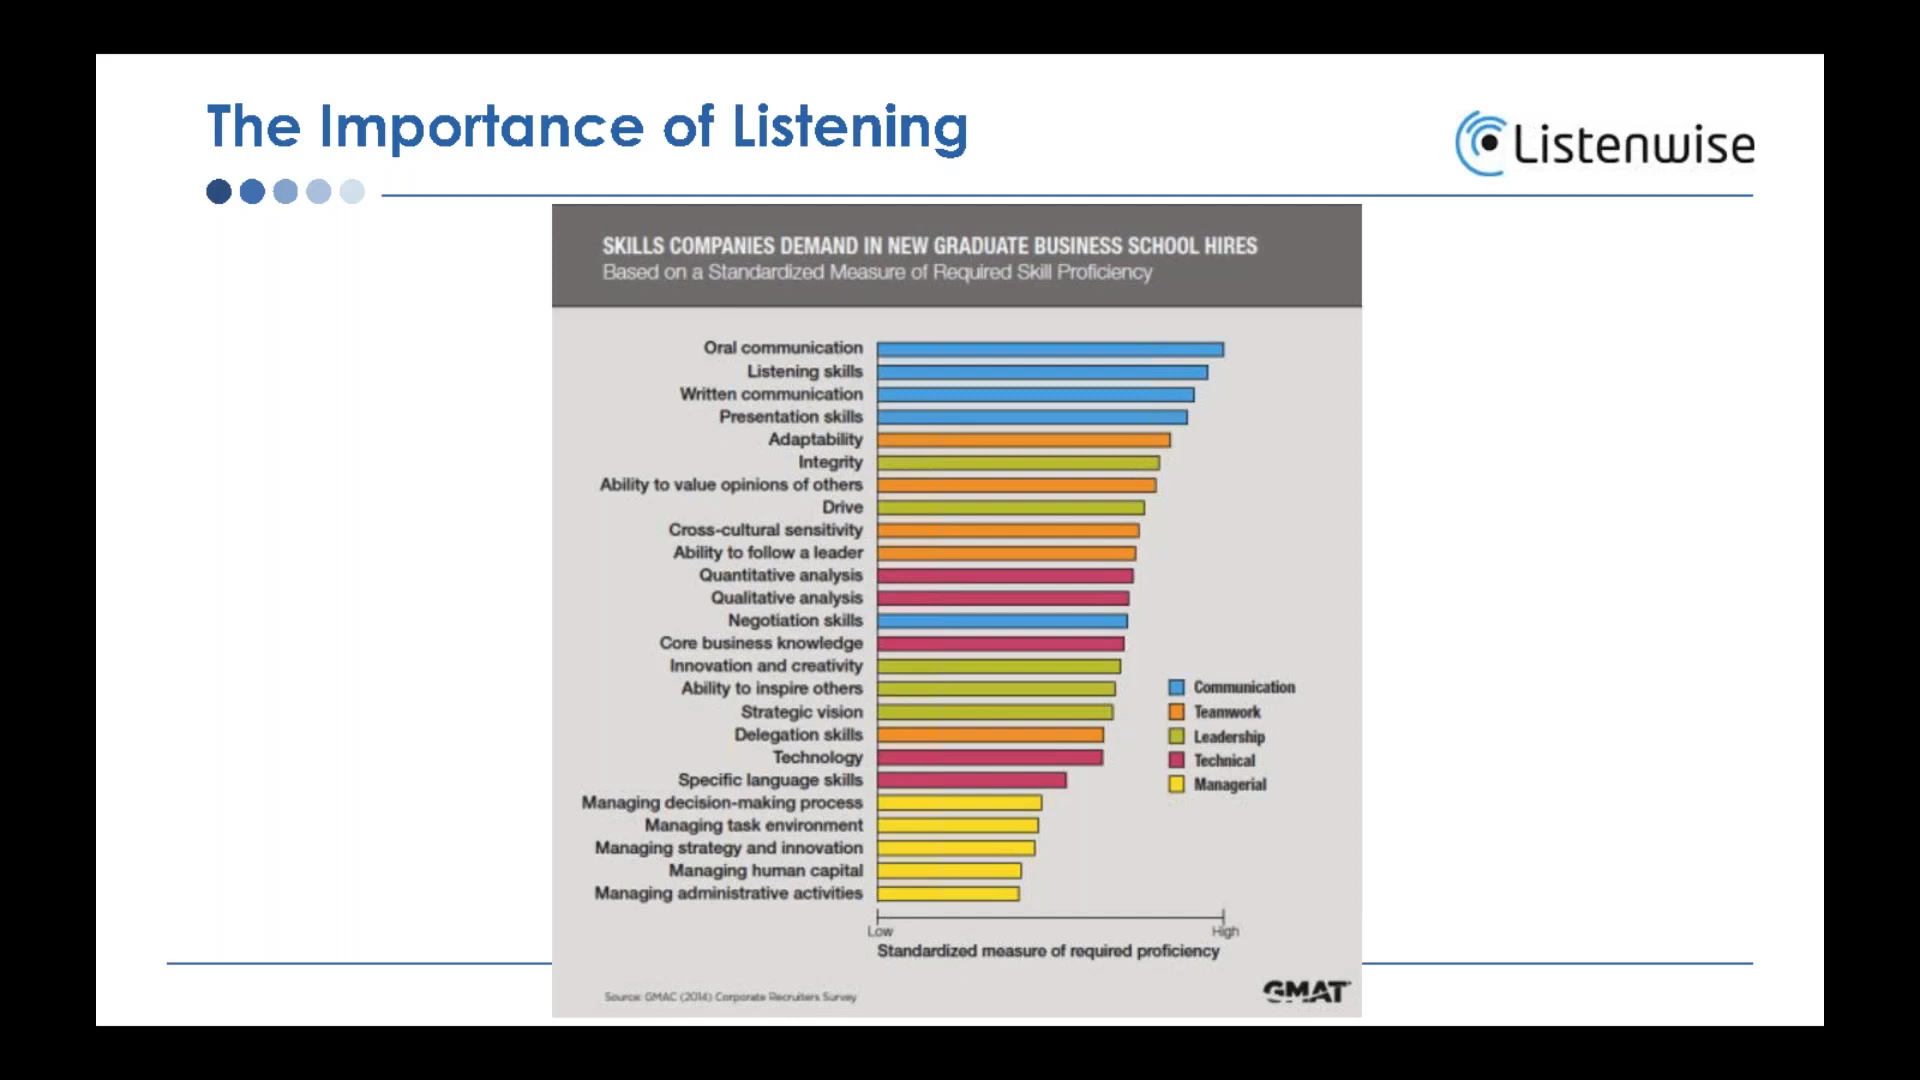 The Importance of Listening
Listenwise
SKILLS COMPANIES DEMAND IN NEW GRADUATE BUSINESS SCHOOL HIRES
Based on a Standardized Measure of Required Skill Proficiency
Oral communication
Listening skills
Written communication
Presentation skills
Adaptability
Integrity
Ability to value opinions of others
Drive
Cross-cultural sensitivity
Ability to follow a leader
Quantitative analysis
Qualitative analysis
Negotiation skills
Core business knowledge
Innovation and creativity
Ability to inspire others
Strategic vision
Delegation skills
Technology
Specific language skills
Managing decision-making process
Managing task environment
Managing strategy and innovation
Managing human capital
Managing administrative activities
Communication
Teamwork
Leadership
Technical
Managerial
Low High
Standardized measure of required proficiency
Source: GMAC (2014) Corporate Recruiters Survey
GMAT